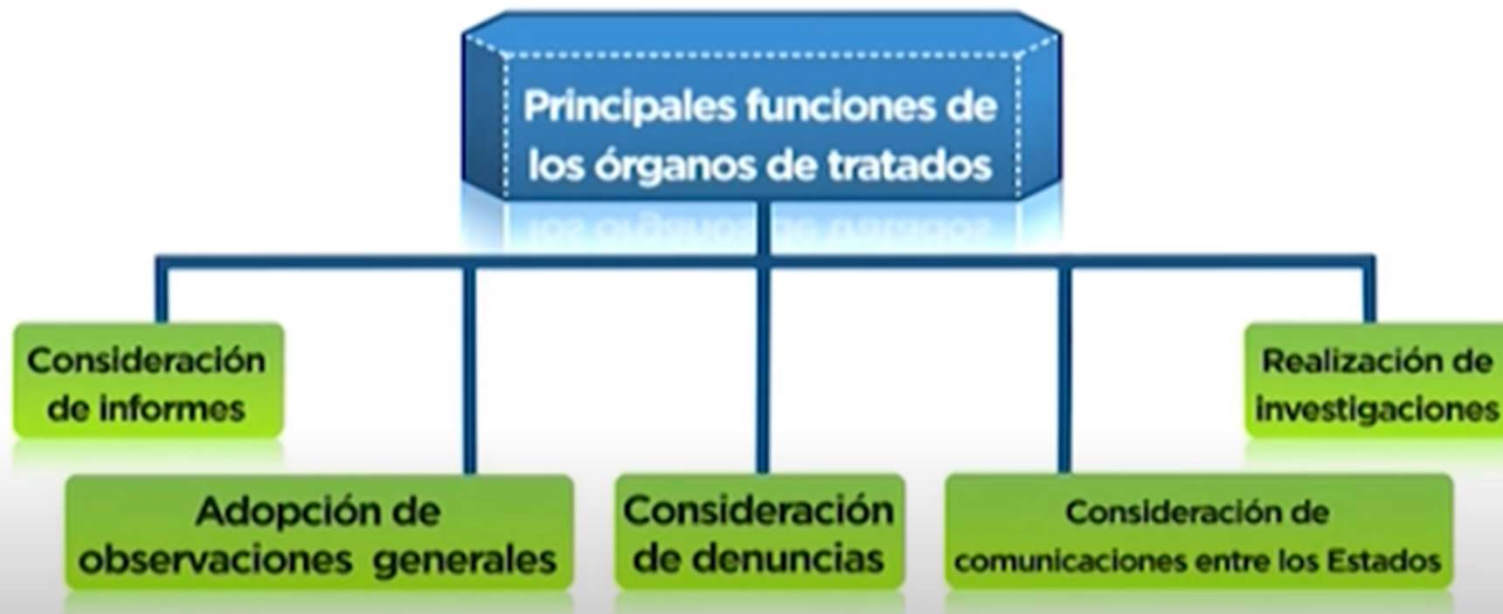 Principales funciones de
los órganos de tratados
Consideración
de informes
Adopción de
observaciones generales
Consideración
de denuncias
Consideración de
comunicaciones entre los Estados
Realización de
investigaciones